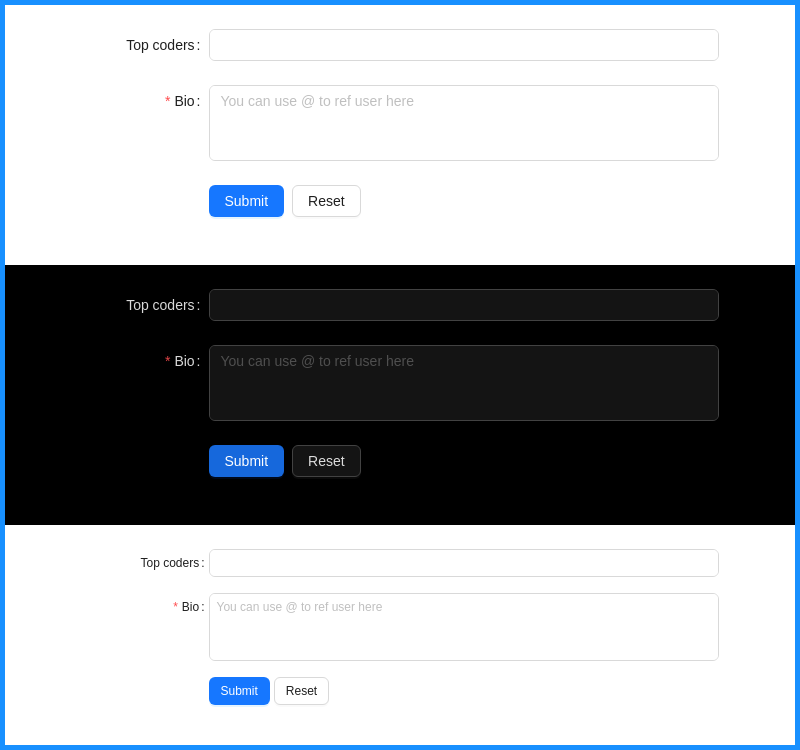 Top coders:
* Bio:
You can use @ to ref user here
Submit Reset
Top coders:
* Bio:
You can use @ to ref user here
Submit Reset
Top coders:
* Bio:
You can use @ to ref user here
Submit Reset